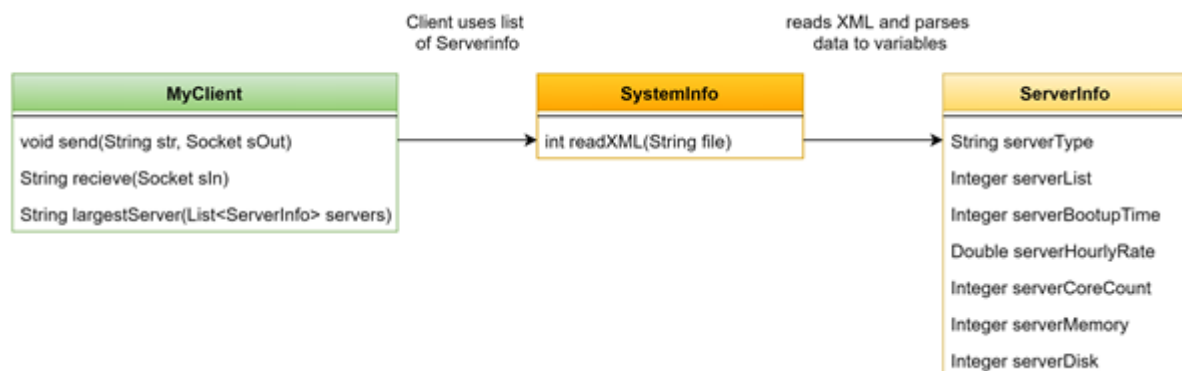 Client uses list
of Serverinfo
reads XML and parses
data to variables
MyClient
void send(String str, Socket sOut)
String recieve(Socket sIn)
String largestServer(List<ServerInfo> servers)
SystemInfo
int readXML(String file)
ServerInfo
String serverType
Integer serverList
Integer serverBootupTime
Double serverHourlyRate
Integer serverCoreCount
Integer serverMemory
Integer serverDisk